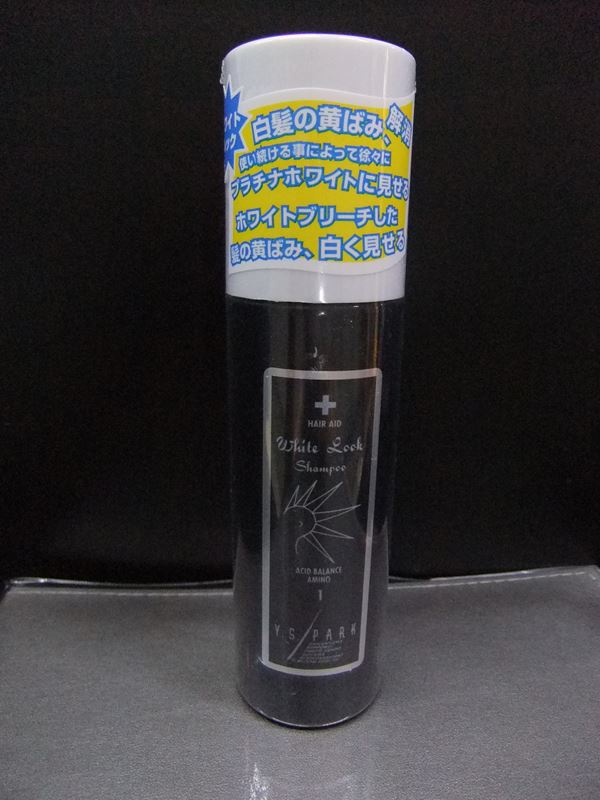 白髪の黄ばみ、解消
使い続ける事によって徐々に
プラチナホワイトに見せる
ホワイトブリーチした
髪の黄ばみ、白く見せる
HAIR AID
White Look
Shampoo
ACID BALANCE
AMINO
1
Y.S. PARK